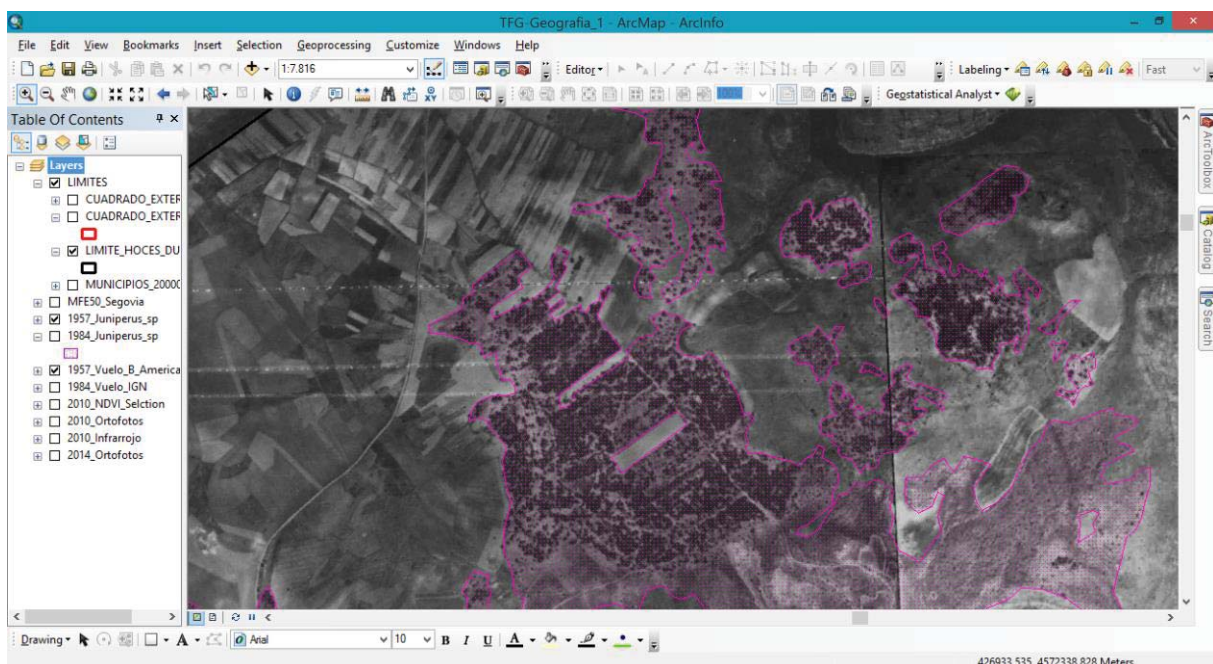 TFG-Geografia_1 - ArcMap - ArcInfo
File Edit View Bookmarks Insert Selection Geoprocessing Customize Windows Help
1:7.816 Editor Labeling Fast
100% Geostatistical Analyst
Table Of Contents
Layers
LIMITES
CUADRADO_EXTER
CUADRADO_EXTER
LIMITE_HOCES_DU
MUNICIPIOS_2000
MFE50_Segovia
1957_Juniperus_sp
1984_Juniperus_sp
1957_Vuelo_B_America
1984_Vuelo_IGN
2010_NDVI_Selction
2010_Ortofotos
2010_Infrarrojo
2014_Ortofotos
ArcToolbox
Catalog
Search
Drawing A Arial 10 B I U A
426933,535 4572338,828 Meters